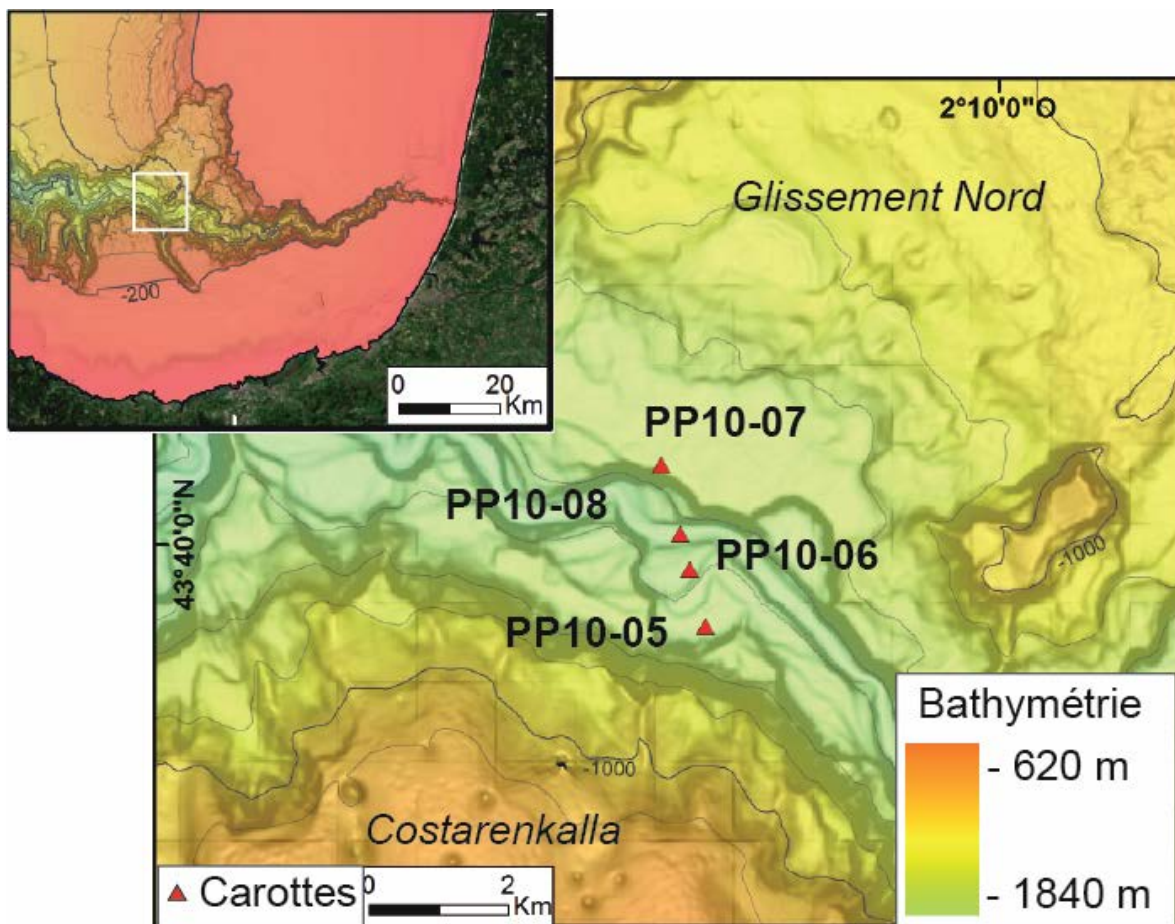 -200
0 20
Km
2°10'0"O
Glissement Nord
PP10-07
PP10-08
43°40'0"N
PP10-06
-1000
PP10-05
Bathymétrie
- 620 m
-1000
Costarenkalla
Carottes
0 2
Km
- 1840 m